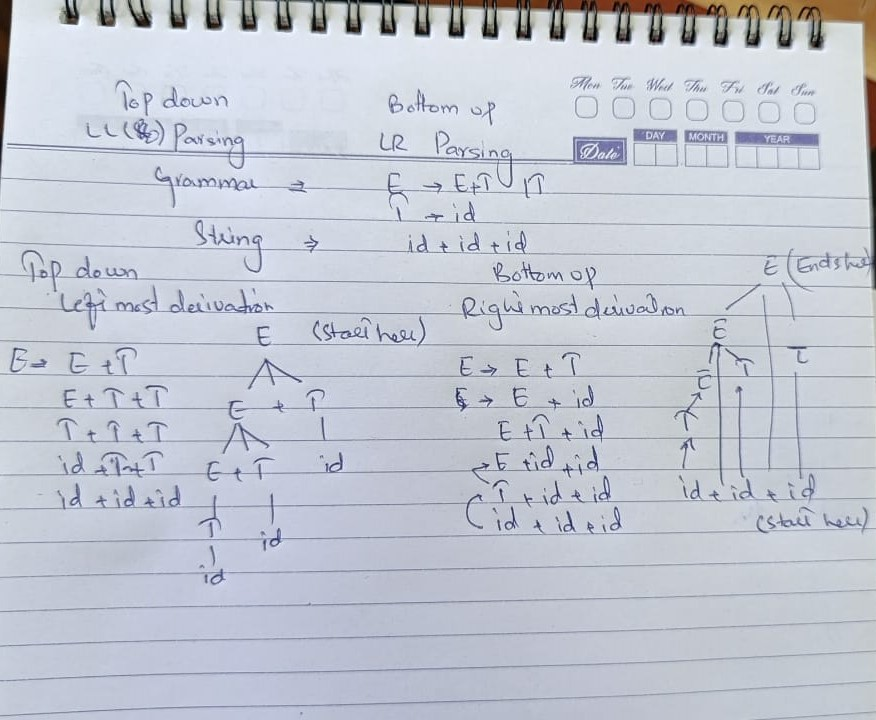 Mon Tue Wed Thu Fri Sat Sun
Date DAY MONTH YEAR
Top down Bottom up
LL( ) Parsing LR Parsing
Grammar ⇒ E → E+T | T
T → id
String ⇒ id + id + id
Top down
Left most derivation
E (Start here)
E → E + T
E + T + T
T + T + T
id + T + T
id + id + id
E
E + T
E + T id
T id
id
Bottom up
Right most derivation
E → E + T
→ E + id
E + T + id
E + id + id
T + id + id
id + id + id
E (Ends here)
E
E T T
T
id + id + id
(Start here)